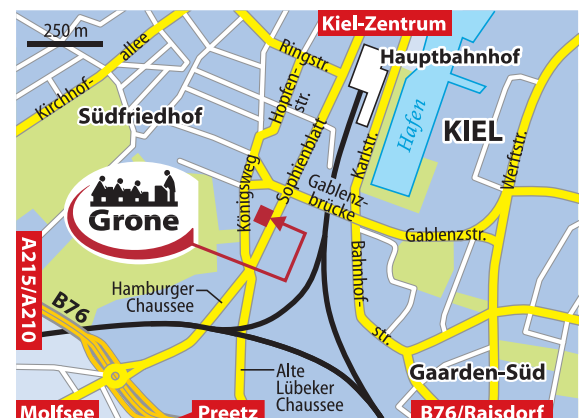 Kiel-Zentrum
250 m
Kirchhof-
allee
Ringstr.
Hauptbahnhof
Hopfen-
str.
Südfriedhof
Hafen
KIEL
Werftstr.
Karlstr.
Sophienblatt
Königsweg
Gablenz-
brücke
Gablenzstr.
Grone
A215/A210
B76
Hamburger
Chaussee
Bahnhof-
str.
Gaarden-Süd
Alte
Lübeker
Chaussee
Molfsee
Preetz
B76/Raisdorf